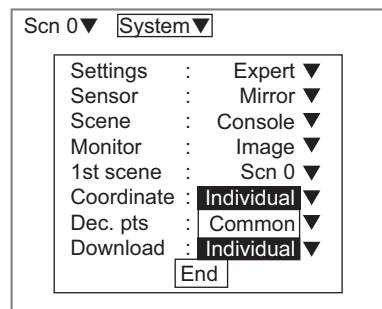 Scn 0▼ System▼
Settings : Expert ▼
Sensor : Mirror ▼
Scene : Console ▼
Monitor : Image ▼
1st scene : Scn 0 ▼
Coordinate : Individual ▼
Dec. pts : Common ▼
Download : Individual ▼
End